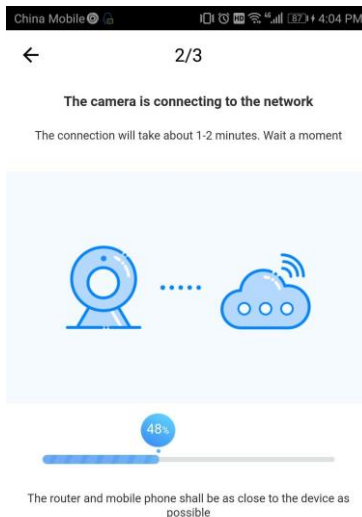 China Mobile HD 4G 87 4:04 PM
2/3
The camera is connecting to the network
The connection will take about 1-2 minutes. Wait a moment
48%
The router and mobile phone shall be as close to the device as
possible